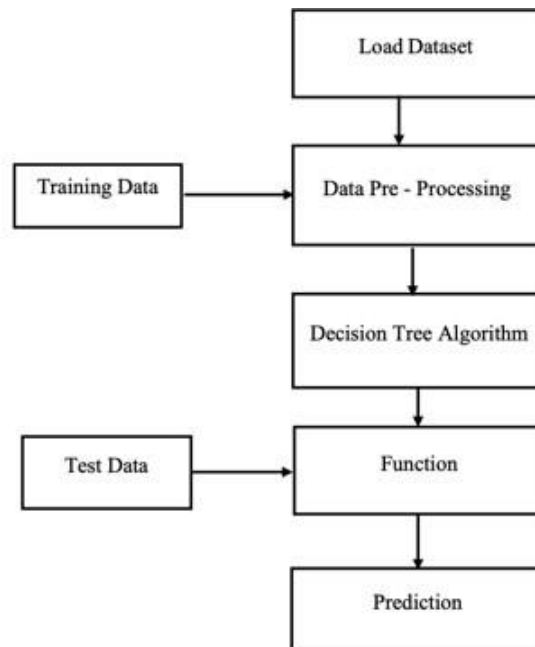 Load Dataset
Training Data
Data Pre - Processing
Decision Tree Algorithm
Test Data
Function
Prediction